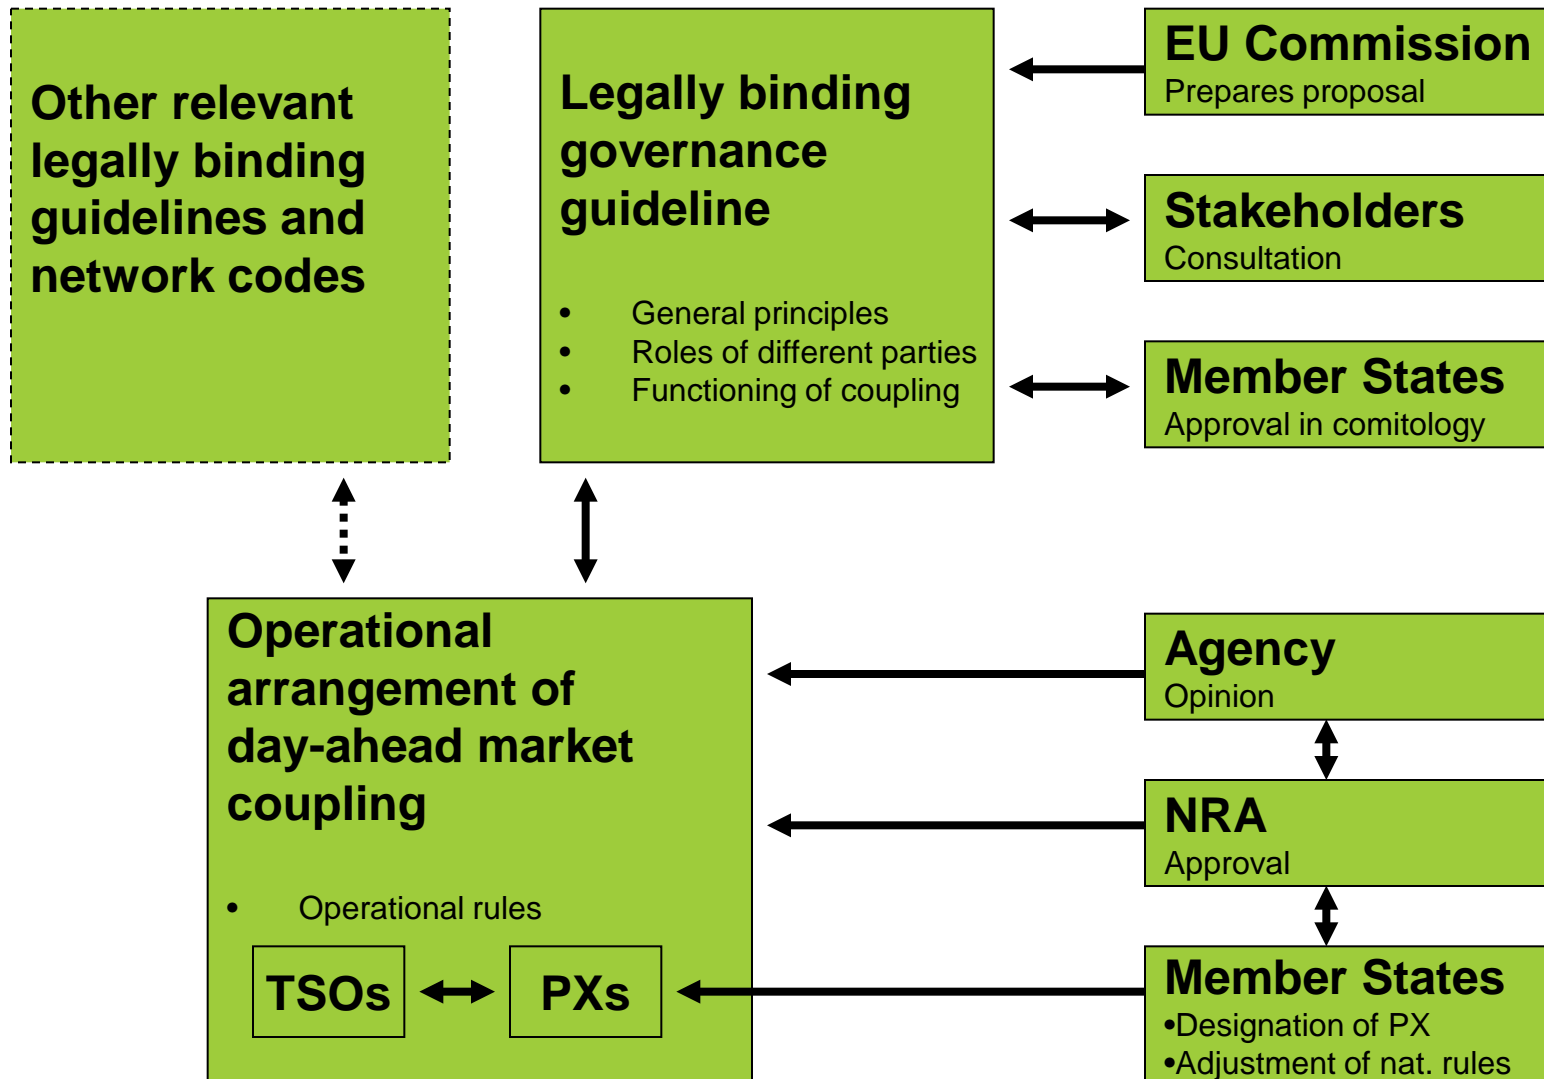 Other relevant
legally binding
guidelines and
network codes
Legally binding
governance
guideline
• General principles
• Roles of different parties
• Functioning of coupling
EU Commission
Prepares proposal
Stakeholders
Consultation
Member States
Approval in comitology
Operational
arrangement of
day-ahead market
coupling
• Operational rules
TSOs
PXs
Agency
Opinion
NRA
Approval
Member States
•Designation of PX
•Adjustment of nat. rules